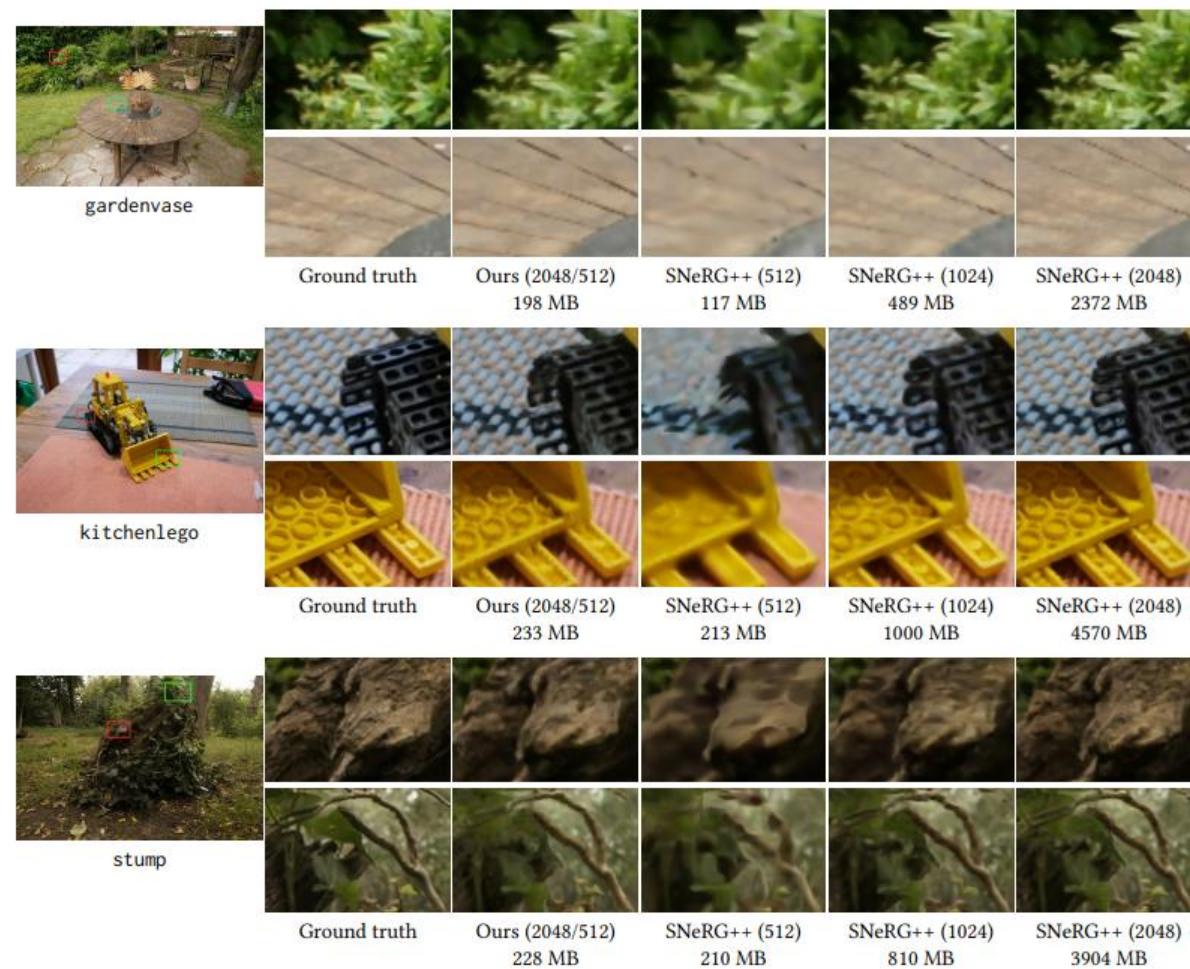 gardenvase
Ground truth
Ours (2048/512)
198 MB
SNeRG++ (512)
117 MB
SNeRG++ (1024)
489 MB
SNeRG++ (2048)
2372 MB
kitchenlego
Ground truth
Ours (2048/512)
233 MB
SNeRG++ (512)
213 MB
SNeRG++ (1024)
1000 MB
SNeRG++ (2048)
4570 MB
stump
Ground truth
Ours (2048/512)
228 MB
SNeRG++ (512)
210 MB
SNeRG++ (1024)
810 MB
SNeRG++ (2048)
3904 MB